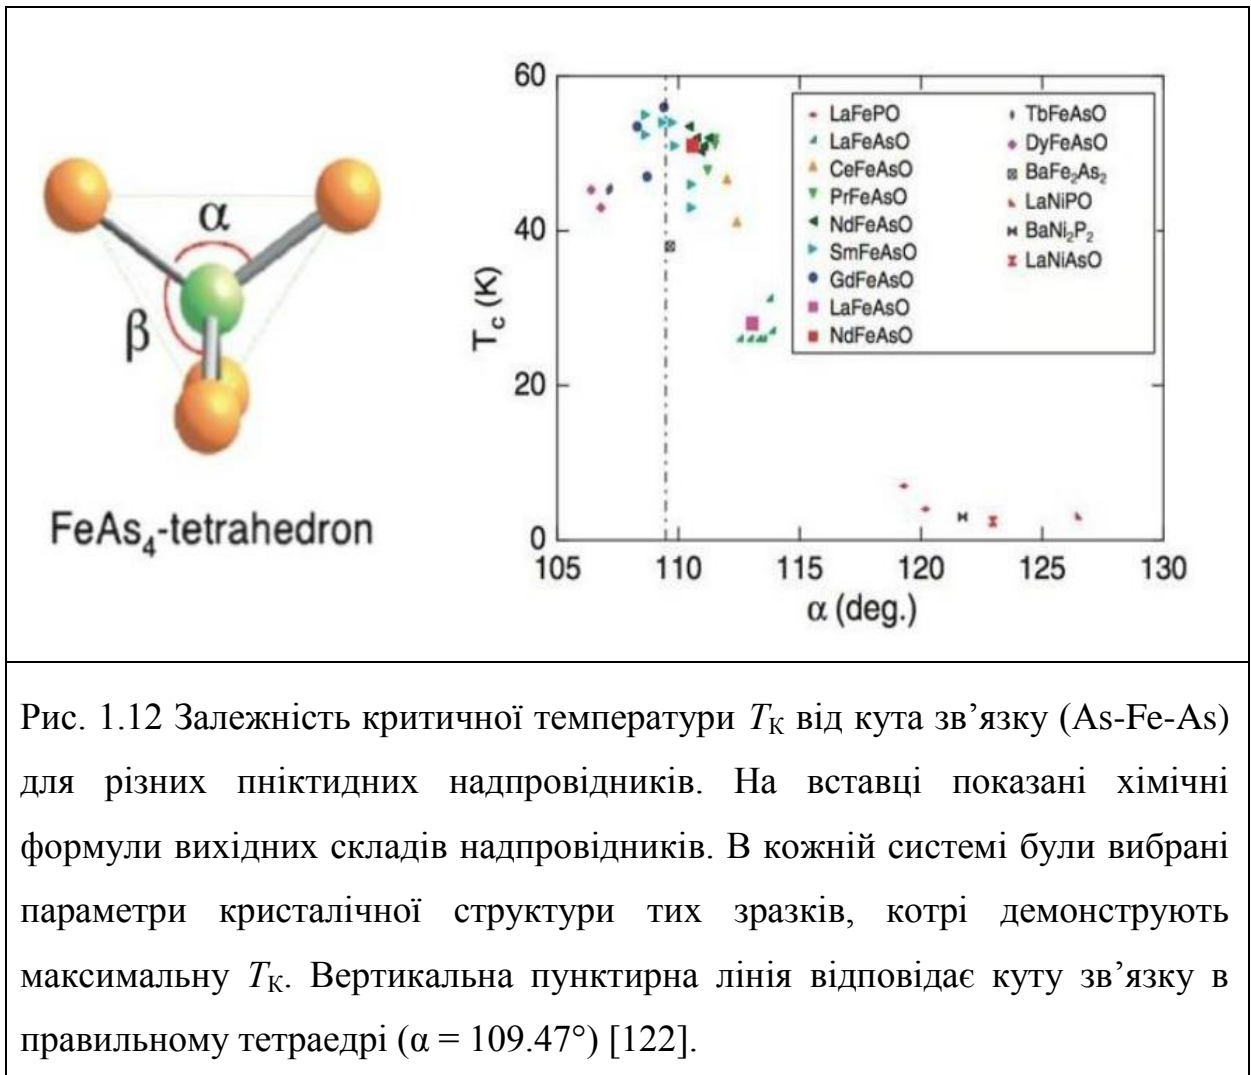 α
β
FeAs₄-tetrahedron
60
40
20
0
T_c (K)
105 110 115 120 125 130
α (deg.)
LaFePO
LaFeAsO
CeFeAsO
PrFeAsO
NdFeAsO
SmFeAsO
GdFeAsO
LaFeAsO
NdFeAsO
TbFeAsO
DyFeAsO
BaFe₂As₂
LaNiPO
BaNi₂P₂
LaNiAsO
Рис. 1.12 Залежність критичної температури T_К від кута зв’язку (As-Fe-As)
для різних пніктидних надпровідників. На вставці показані хімічні
формули вихідних складів надпровідників. В кожній системі були вибрані
параметри кристалічної структури тих зразків, котрі демонструють
максимальну T_К. Вертикальна пунктирна лінія відповідає куту зв’язку в
правильному тетраедрі (α = 109.47°) [122].